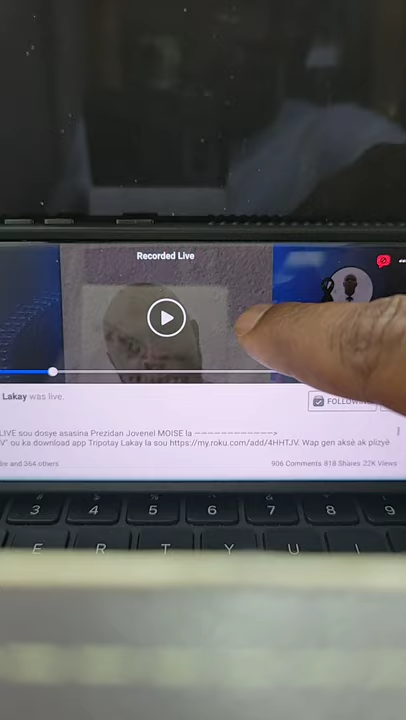 Recorded Live
Lakay was live.
FOLLOWIN
LIVE sou dosye asasina Prezidan Jovenel MOISE la ————————————>
V" ou ka download app Tripotay Lakay la sou https://my.roku.com/add/4HHTJV. Wap gen aksè ak plizyè
re and 364 others
906 Comments 818 Shares 22K Views
3 4 5 6 7 8 9
E R T Y U I